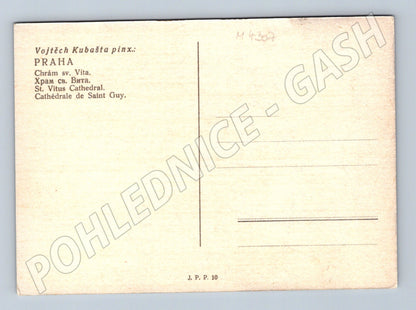 M 4307
Vojtěch Kubašta pinx.:
PRAHA
Chrám sv. Víta.
Храм св. Вита.
St. Vitus Cathedral.
Cathédrale de Saint Guy.
POHLEDNICE - GASH
J. P. P. 10